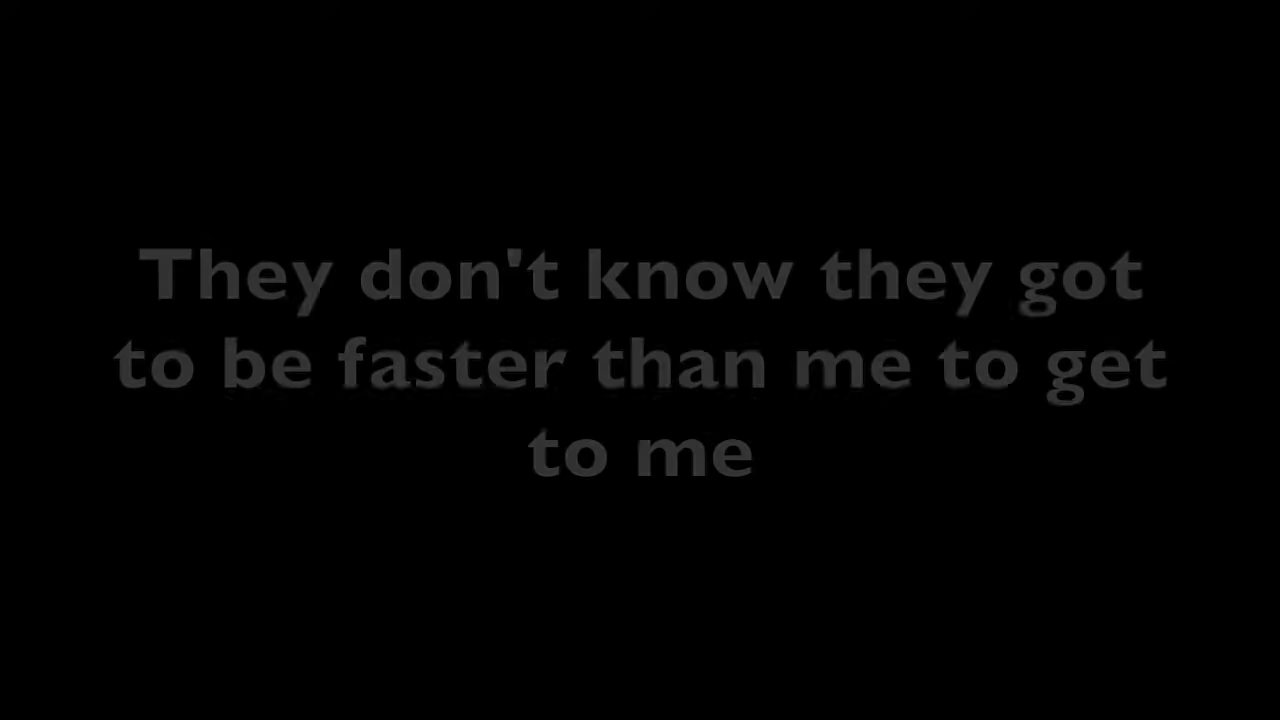 They don't know they got
to be faster than me to get
to me